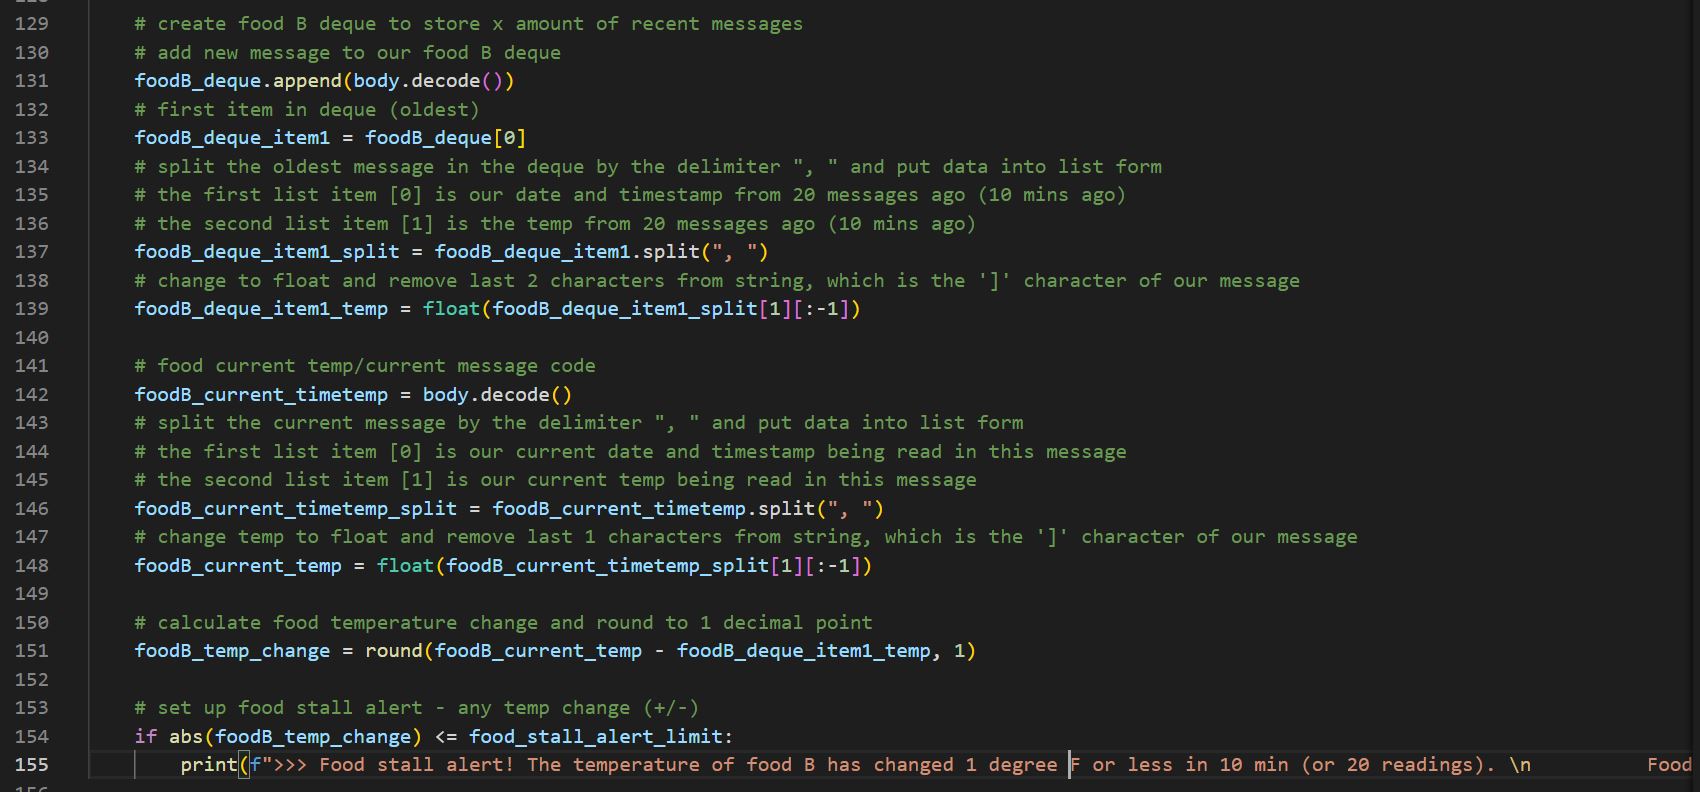 129 # create food B deque to store x amount of recent messages
130 # add new message to our food B deque
131 foodB_deque.append(body.decode())
132 # first item in deque (oldest)
133 foodB_deque_item1 = foodB_deque[0]
134 # split the oldest message in the deque by the delimiter ", " and put data into list form
135 # the first list item [0] is our date and timestamp from 20 messages ago (10 mins ago)
136 # the second list item [1] is the temp from 20 messages ago (10 mins ago)
137 foodB_deque_item1_split = foodB_deque_item1.split(", ")
138 # change to float and remove last 2 characters from string, which is the ']' character of our message
139 foodB_deque_item1_temp = float(foodB_deque_item1_split[1][:-1])
140
141 # food current temp/current message code
142 foodB_current_timetemp = body.decode()
143 # split the current message by the delimiter ", " and put data into list form
144 # the first list item [0] is our current date and timestamp being read in this message
145 # the second list item [1] is our current temp being read in this message
146 foodB_current_timetemp_split = foodB_current_timetemp.split(", ")
147 # change temp to float and remove last 1 characters from string, which is the ']' character of our message
148 foodB_current_temp = float(foodB_current_timetemp_split[1][:-1])
149
150 # calculate food temperature change and round to 1 decimal point
151 foodB_temp_change = round(foodB_current_temp - foodB_deque_item1_temp, 1)
152
153 # set up food stall alert - any temp change (+/-)
154 if abs(foodB_temp_change) <= food_stall_alert_limit:
155 print(f">>> Food stall alert! The temperature of food B has changed 1 degree F or less in 10 min (or 20 readings). \n Food